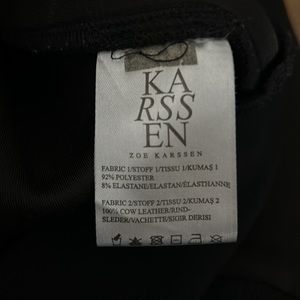 KA
RSS
EN
ZOE KARSSEN
FABRIC 1/STOFF 1/TISSU 1/KUMAŞ 1
92% POLYESTER
8% ELASTANE/ELASTAN/ÉLASTHANNE
FABRIC 2/STOFF 2/TISSU 2/KUMAŞ 2
100% COW LEATHER/RIND-
SLEDER/VACHETTE/SIGIR DERISI